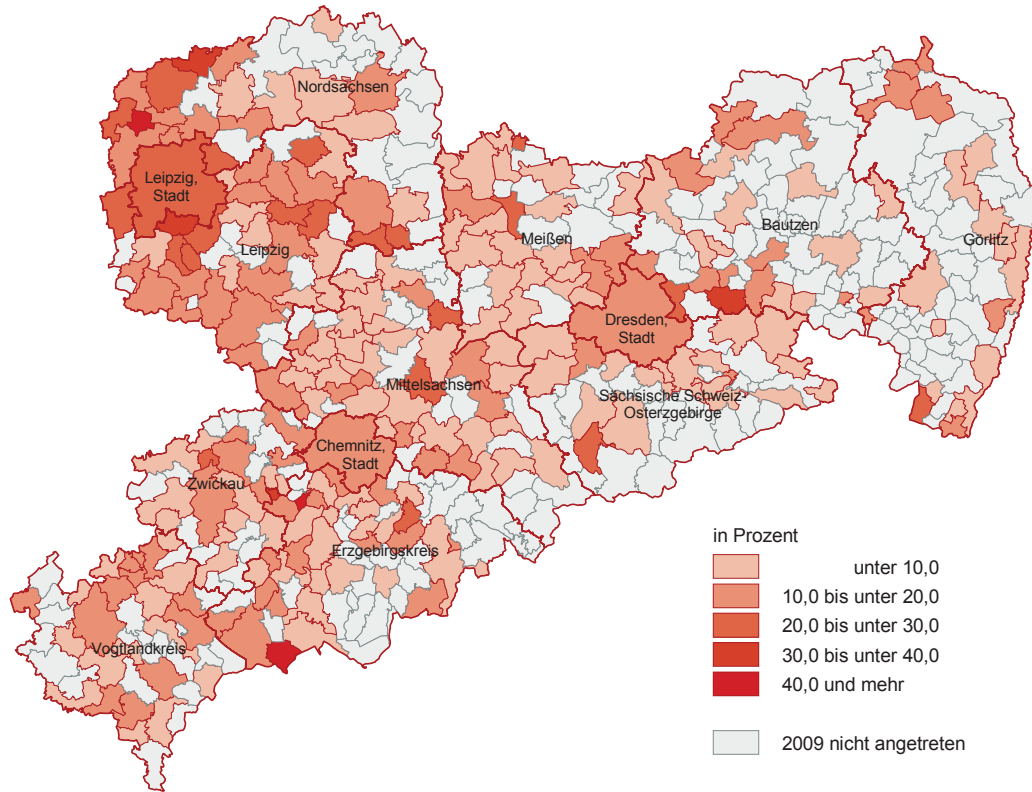 Nordsachsen
Leipzig,
Stadt
Leipzig
Meißen
Bautzen
Görlitz
Dresden,
Stadt
Mittelsachsen
Sächsische Schweiz-
Osterzgebirge
Chemnitz,
Stadt
Zwickau
Erzgebirgskreis
Vogtlandkreis
in Prozent
unter 10,0
10,0 bis unter 20,0
20,0 bis unter 30,0
30,0 bis unter 40,0
40,0 und mehr
2009 nicht angetreten